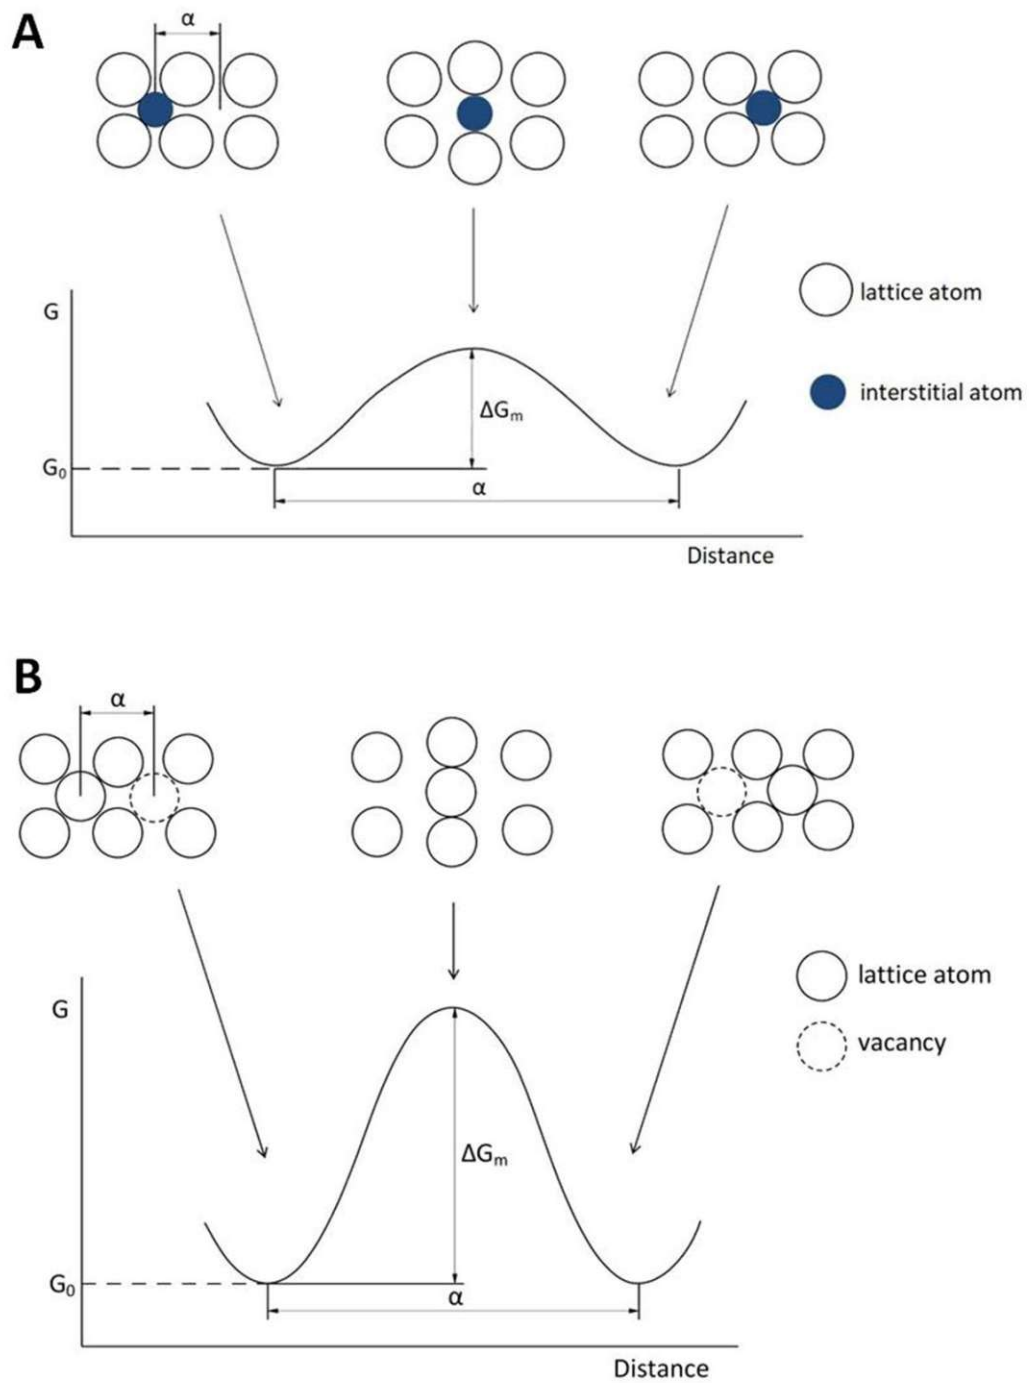 A
α
G
lattice atom
interstitial atom
ΔGₘ
G₀
α
Distance
B
α
G
lattice atom
vacancy
ΔGₘ
G₀
α
Distance